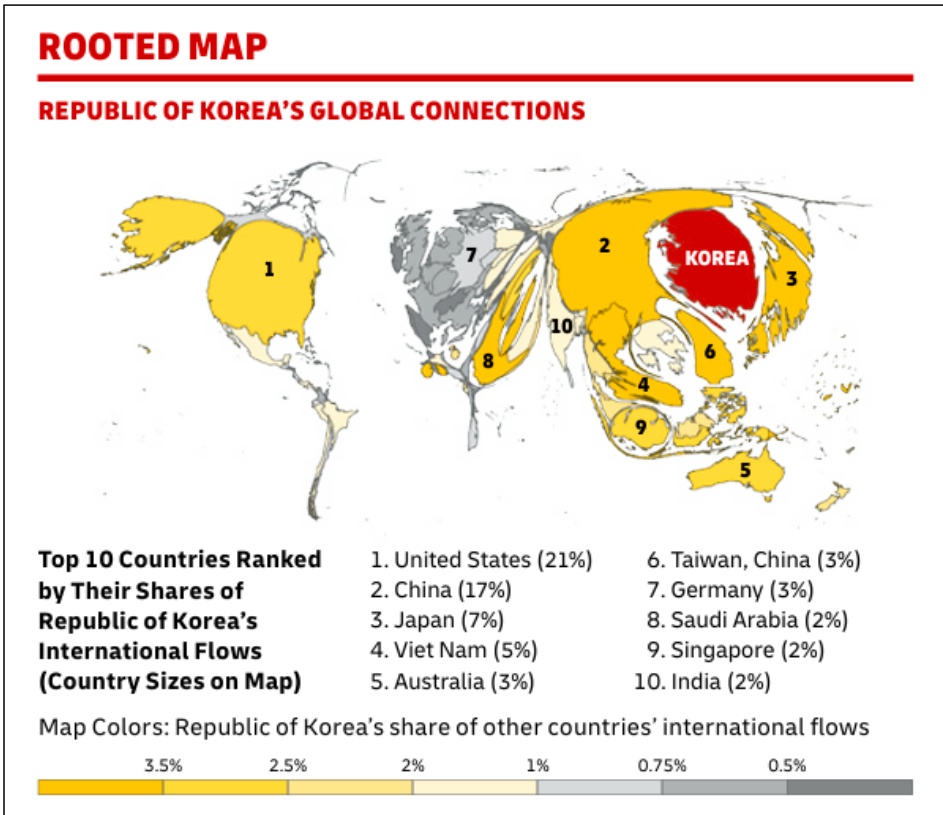 ROOTED MAP
REPUBLIC OF KOREA'S GLOBAL CONNECTIONS
1
2
KOREA
3
7
10
8
6
4
9
5
Top 10 Countries Ranked
by Their Shares of
Republic of Korea's
International Flows
(Country Sizes on Map)
1. United States (21%)
2. China (17%)
3. Japan (7%)
4. Viet Nam (5%)
5. Australia (3%)
6. Taiwan, China (3%)
7. Germany (3%)
8. Saudi Arabia (2%)
9. Singapore (2%)
10. India (2%)
Map Colors: Republic of Korea's share of other countries' international flows
3.5% 2.5% 2% 1% 0.75% 0.5%